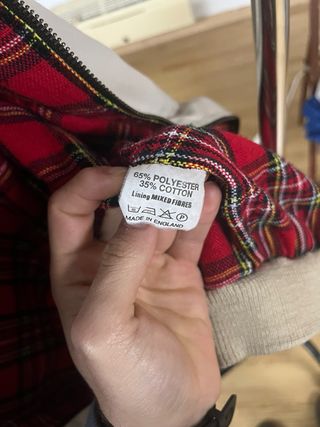 65% POLYESTER
35% COTTON
Lining MIXED FIBRES
P
MADE IN ENGLAND